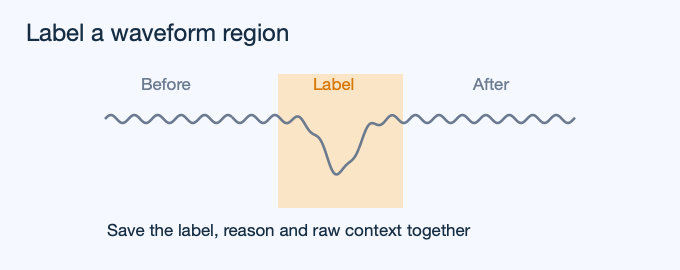 Label a waveform region
Before Label After
Save the label, reason and raw context together